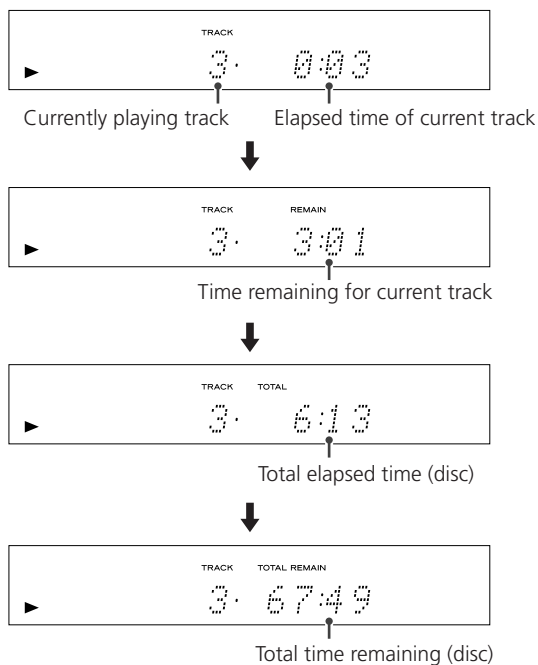 TRACK
3. 0:03
Currently playing track Elapsed time of current track
TRACK REMAIN
3. 3:01
Time remaining for current track
TRACK TOTAL
3. 6:13
Total elapsed time (disc)
TRACK TOTAL REMAIN
3. 67:49
Total time remaining (disc)